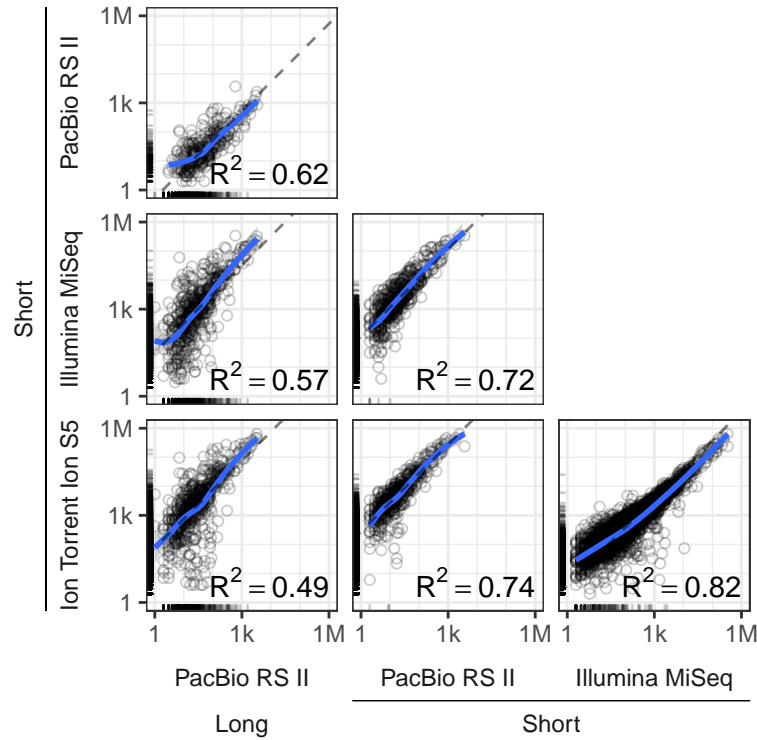 Short
PacBio RS II
1M
1k
1
R² = 0.62
Illumina MiSeq
1M
1k
1
R² = 0.57
R² = 0.72
Ion Torrent Ion S5
1M
1k
1
R² = 0.49
R² = 0.74
R² = 0.82
1 1k 1M 1 1k 1M 1 1k 1M
PacBio RS II PacBio RS II Illumina MiSeq
Long Short